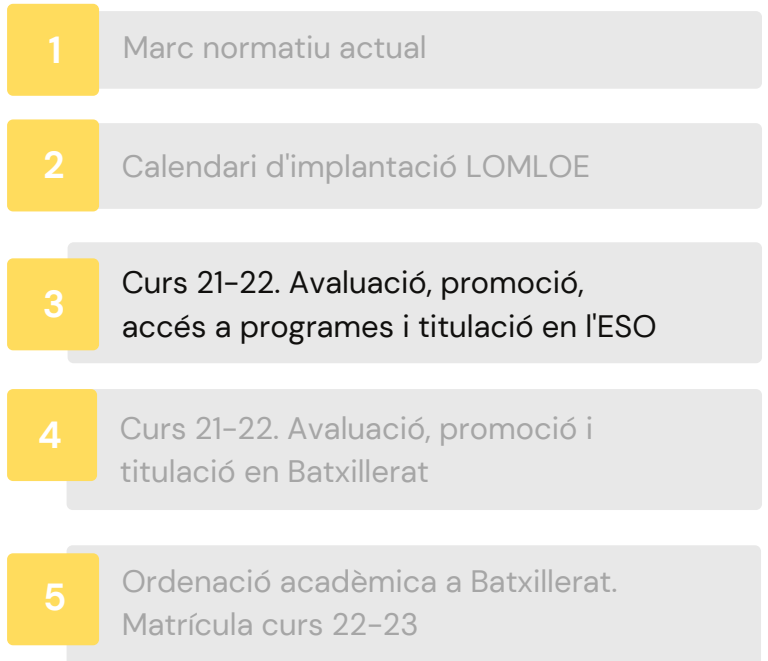 1
Marc normatiu actual
2
Calendari d'implantació LOMLOE
3
Curs 21-22. Avaluació, promoció,
accés a programes i titulació en l'ESO
4
Curs 21-22. Avaluació, promoció i
titulació en Batxillerat
5
Ordenació acadèmica a Batxillerat.
Matrícula curs 22-23